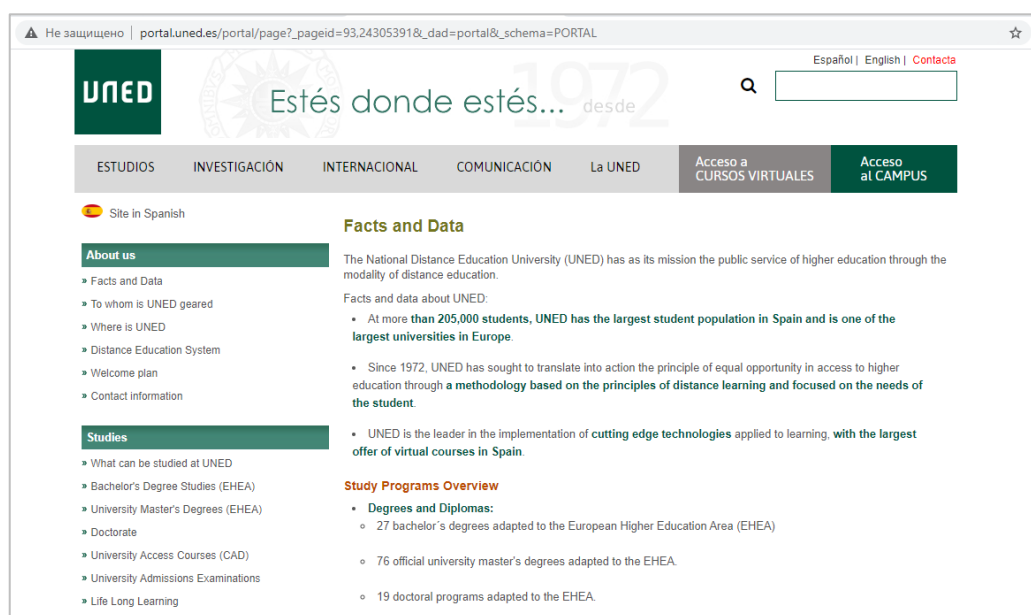 Не защищено | portal.uned.es/portal/page?_pageid=93,24305391&_dad=portal&_schema=PORTAL
Español | English | Contacta
UNED
Estés donde estés... desde 1972
ESTUDIOS INVESTIGACIÓN INTERNACIONAL COMUNICACIÓN La UNED
Acceso a
CURSOS VIRTUALES
Acceso
al CAMPUS
Site in Spanish
About us
» Facts and Data
» To whom is UNED geared
» Where is UNED
» Distance Education System
» Welcome plan
» Contact information
Studies
» What can be studied at UNED
» Bachelor's Degree Studies (EHEA)
» University Master's Degrees (EHEA)
» Doctorate
» University Access Courses (CAD)
» University Admissions Examinations
» Life Long Learning
Facts and Data
The National Distance Education University (UNED) has as its mission the public service of higher education through the
modality of distance education.
Facts and data about UNED:
• At more than 205,000 students, UNED has the largest student population in Spain and is one of the
largest universities in Europe.
• Since 1972, UNED has sought to translate into action the principle of equal opportunity in access to higher
education through a methodology based on the principles of distance learning and focused on the needs of
the student.
• UNED is the leader in the implementation of cutting edge technologies applied to learning, with the largest
offer of virtual courses in Spain.
Study Programs Overview
• Degrees and Diplomas:
○ 27 bachelor´s degrees adapted to the European Higher Education Area (EHEA)
○ 76 official university master's degrees adapted to the EHEA.
○ 19 doctoral programs adapted to the EHEA.